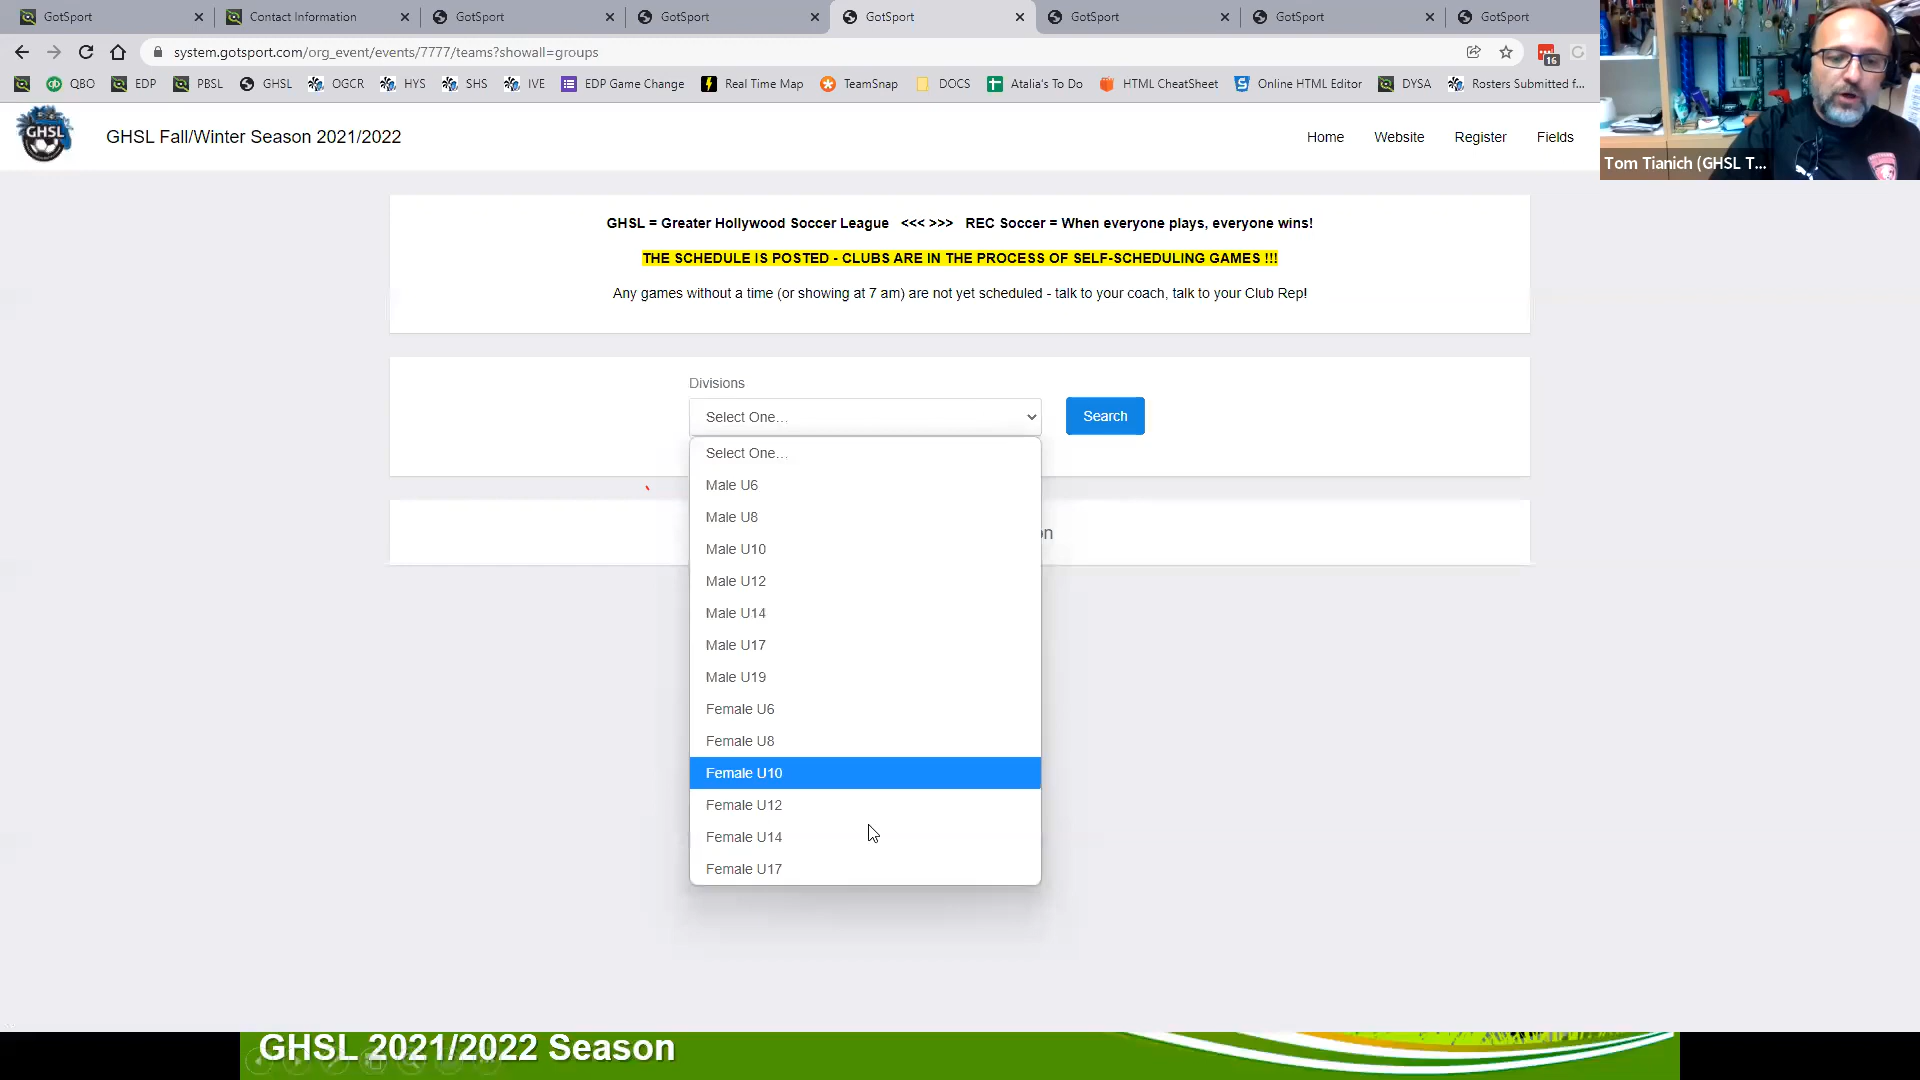 GotSport
Contact Information
GotSport
GotSport
GotSport
GotSport
GotSport
GotSport
system.gotsport.com/org_event/events/7777/teams?showall=groups
16
QBO
EDP
PBSL
GHSL
OGCR
HYS
SHS
IVE
EDP Game Change
Real Time Map
TeamSnap
DOCS
Atalia's To Do
HTML CheatSheet
Online HTML Editor
DYSA
Rosters Submitted f...
Tom Tianich (GHSL T...
GHSL
GHSL Fall/Winter Season 2021/2022
Home
Website
Register
Fields
GHSL = Greater Hollywood Soccer League <<< >>> REC Soccer = When everyone plays, everyone wins!
THE SCHEDULE IS POSTED - CLUBS ARE IN THE PROCESS OF SELF-SCHEDULING GAMES !!!
Any games without a time (or showing at 7 am) are not yet scheduled - talk to your coach, talk to your Club Rep!
Divisions
Select One...
Search
Select One...
Male U6
Male U8
on
Male U10
Male U12
Male U14
Male U17
Male U19
Female U6
Female U8
Female U10
Female U12
Female U14
Female U17
GHSL 2021/2022 Season